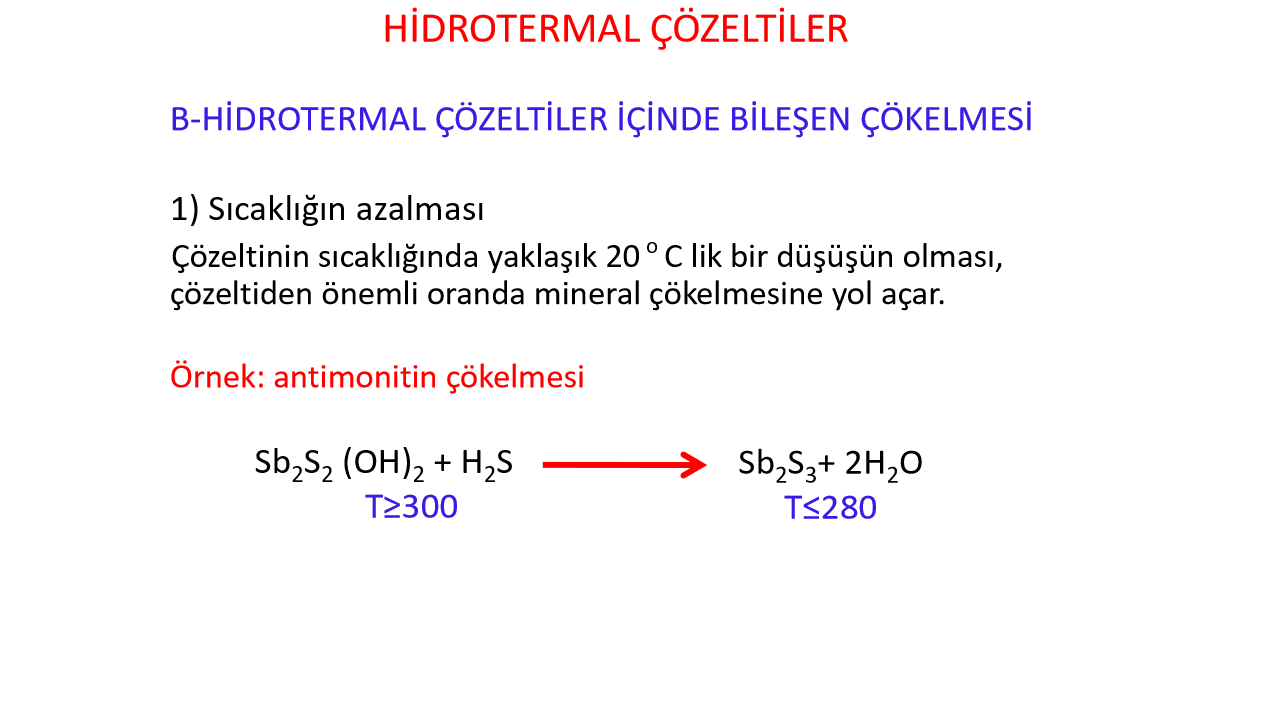 HİDROTERMAL ÇÖZELTİLER
B-HİDROTERMAL ÇÖZELTİLER İÇİNDE BİLEŞEN ÇÖKELMESİ
1) Sıcaklığın azalması
Çözeltinin sıcaklığında yaklaşık 20 ᵒ C lik bir düşüşün olması,
çözeltiden önemli oranda mineral çökelmesine yol açar.
Örnek: antimonitin çökelmesi
Sb₂S₂ (OH)₂ + H₂S Sb₂S₃+ 2H₂O
T≥300 T≤280